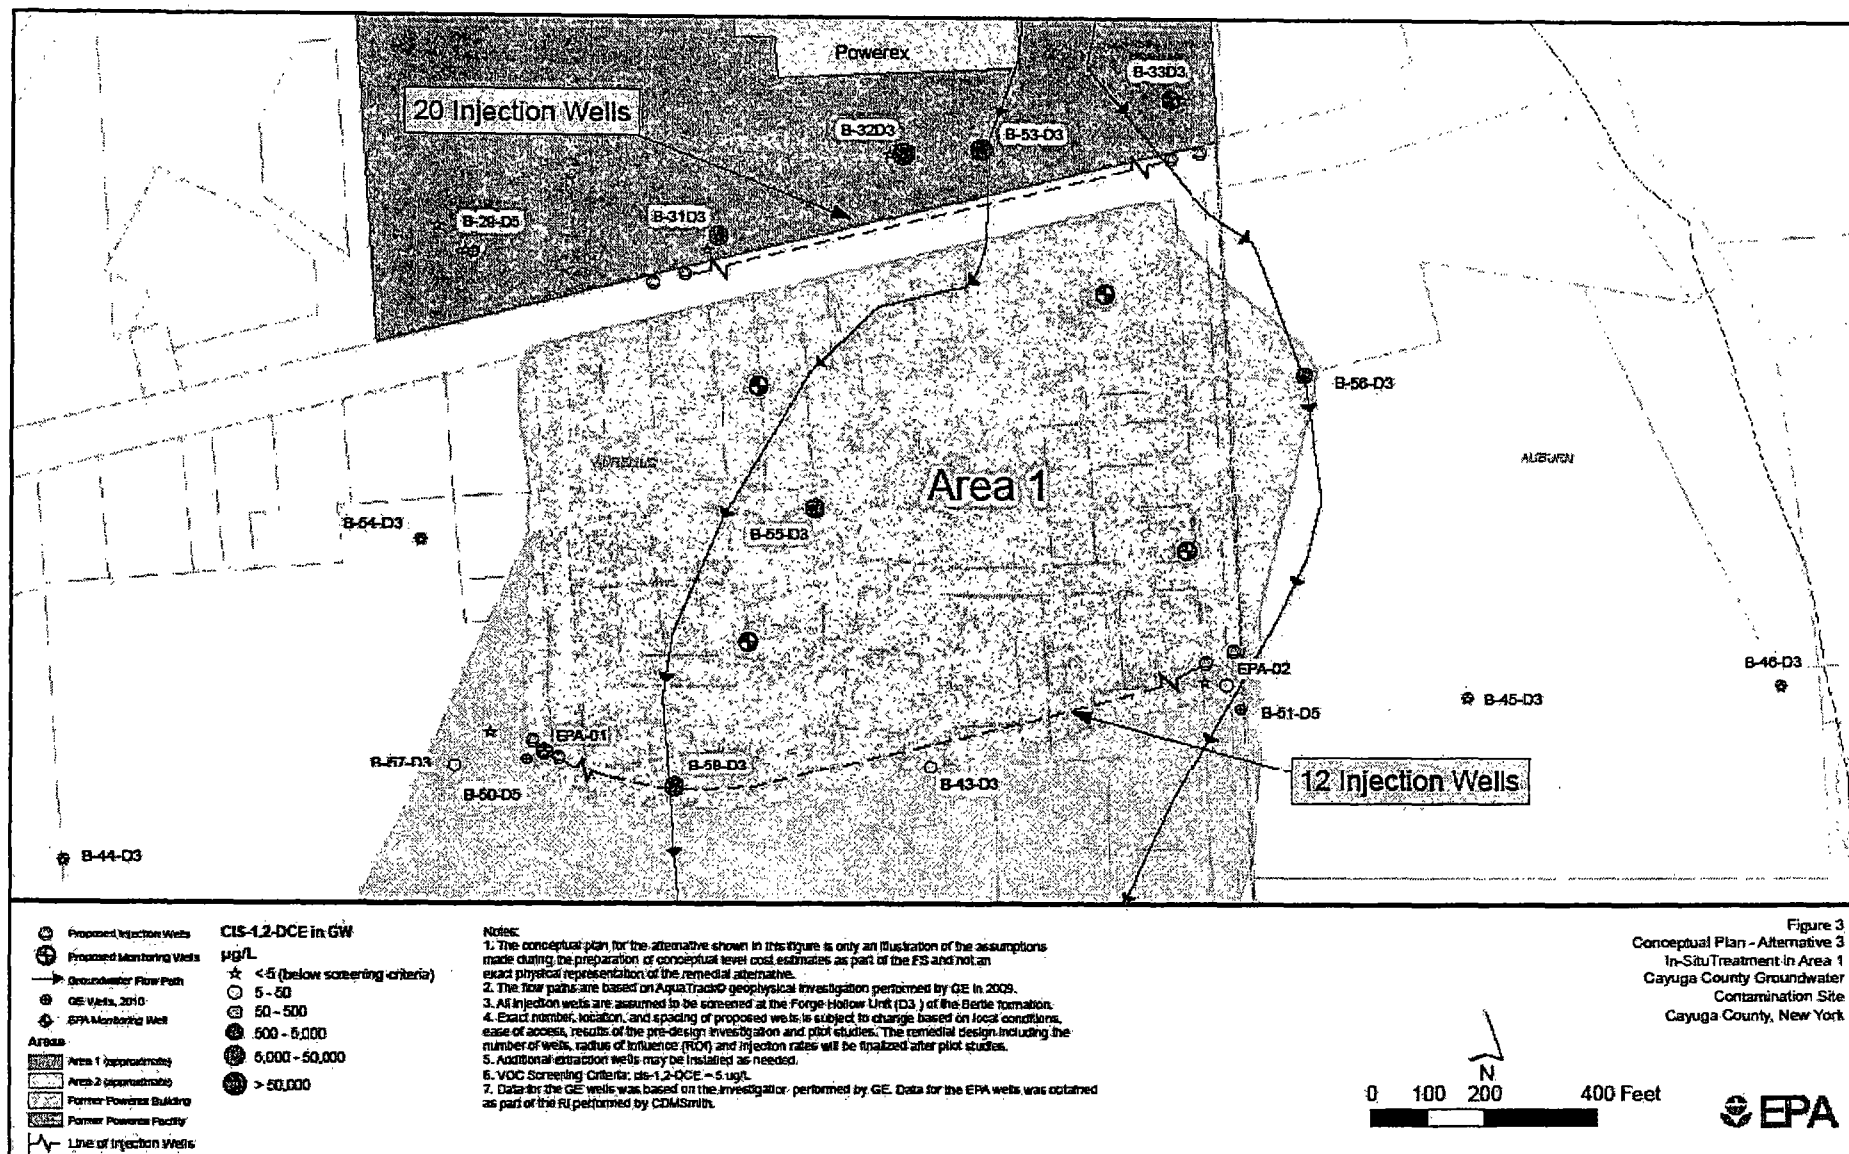 Powerex
B-33D3
20 Injection Wells
B-32D3
B-53-D3
B-28-D5
B-31D3
B-56-D3
AURELIUS
Area 1
AUBURN
B-54-D3
B-55-D3
B-46-D3
EPA-02
B-45-D3
B-51-D5
EPA-01
B-57-D3
B-59-D3
B-43-D3
12 Injection Wells
B-50-D5
B-44-D3
Proposed Injection Wells
Proposed Monitoring Wells
Groundwater Flow Path
GE Wells, 2010
EPA Monitoring Well
Areas
Area 1 (approximate)
Area 2 (approximate)
Former Powerex Building
Former Powerex Facility
Line of Injection Wells
CIS-1,2-DCE in GW
µg/L
<5 (below screening criteria)
5 - 50
50 - 500
500 - 5,000
5,000 - 50,000
> 50,000
Notes:
1. The conceptual plan for the alternative shown in this figure is only an illustration of the assumptions
made during the preparation of conceptual level cost estimates as part of the FS and not an
exact physical representation of the remedial alternative.
2. The flow paths are based on AquaTrack© geophysical investigation performed by GE in 2009.
3. All injection wells are assumed to be screened at the Forge Hollow Unit (D3 ) of the Bertie formation.
4. Exact number, location, and spacing of proposed wells is subject to change based on local conditions,
ease of access, results of the pre-design investigation and pilot studies. The remedial design including the
number of wells, radius of influence (ROI) and injection rates will be finalized after pilot studies.
5. Additional extraction wells may be installed as needed.
6. VOC Screening Criteria: cis-1,2-DCE = 5 ug/L
7. Data for the GE wells was based on the investigation performed by GE. Data for the EPA wells was obtained
as part of the RI performed by CDMSmith.
Figure 3
Conceptual Plan - Alternative 3
In-Situ Treatment in Area 1
Cayuga County Groundwater
Contamination Site
Cayuga County, New York
N
0 100 200 400 Feet
EPA